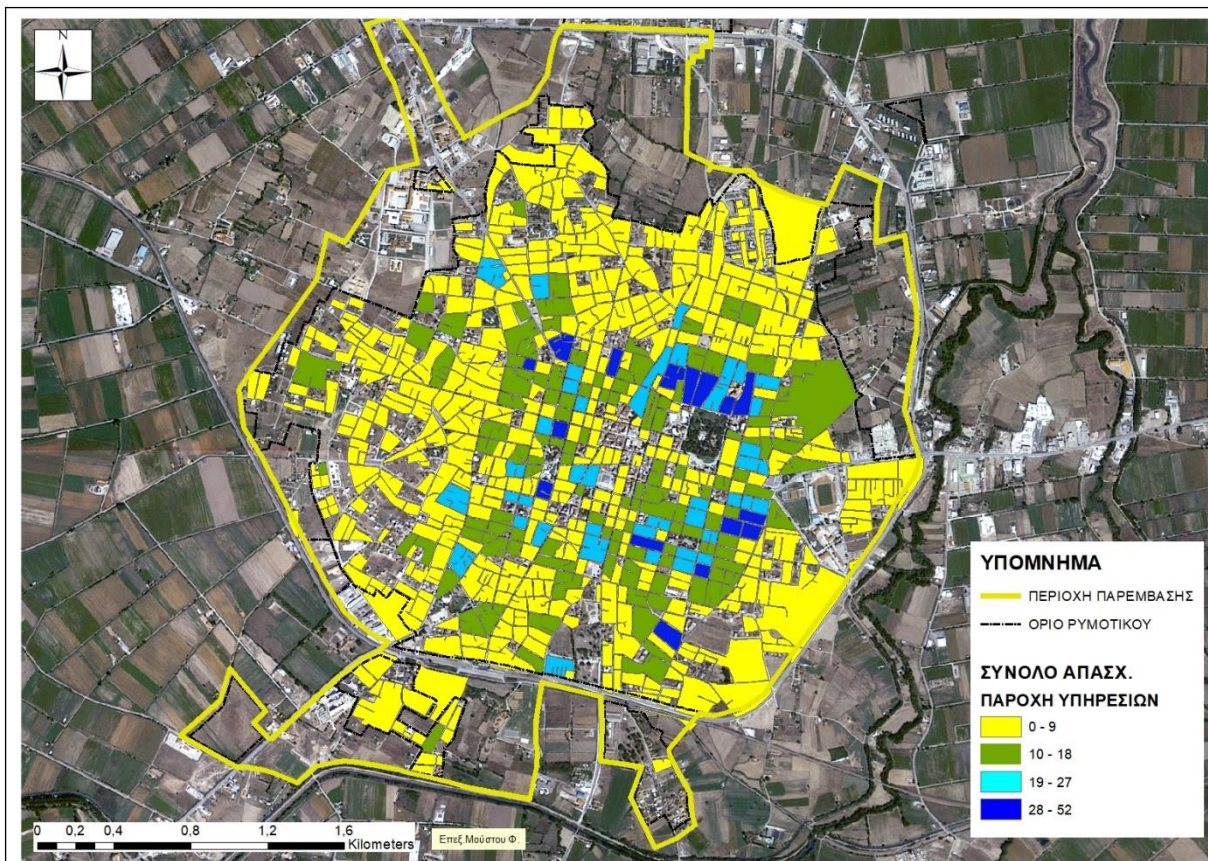 N
ΥΠΟΜΝΗΜΑ
ΠΕΡΙΟΧΗ ΠΑΡΕΜΒΑΣΗΣ
ΟΡΙΟ ΡΥΜΟΤΙΚΟΥ
ΣΥΝΟΛΟ ΑΠΑΣΧ.
ΠΑΡΟΧΗ ΥΠΗΡΕΣΙΩΝ
0 - 9
10 - 18
19 - 27
28 - 52
0 0,2 0,4 0,8 1,2 1,6
Kilometers
Επεξ.Μούστου Φ.